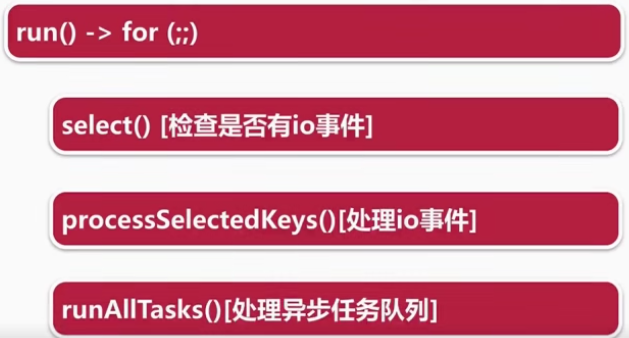 run() -> for (;;)
select() [检查是否有io事件]
processSelectedKeys()[处理io事件]
runAllTasks()[处理异步任务队列]